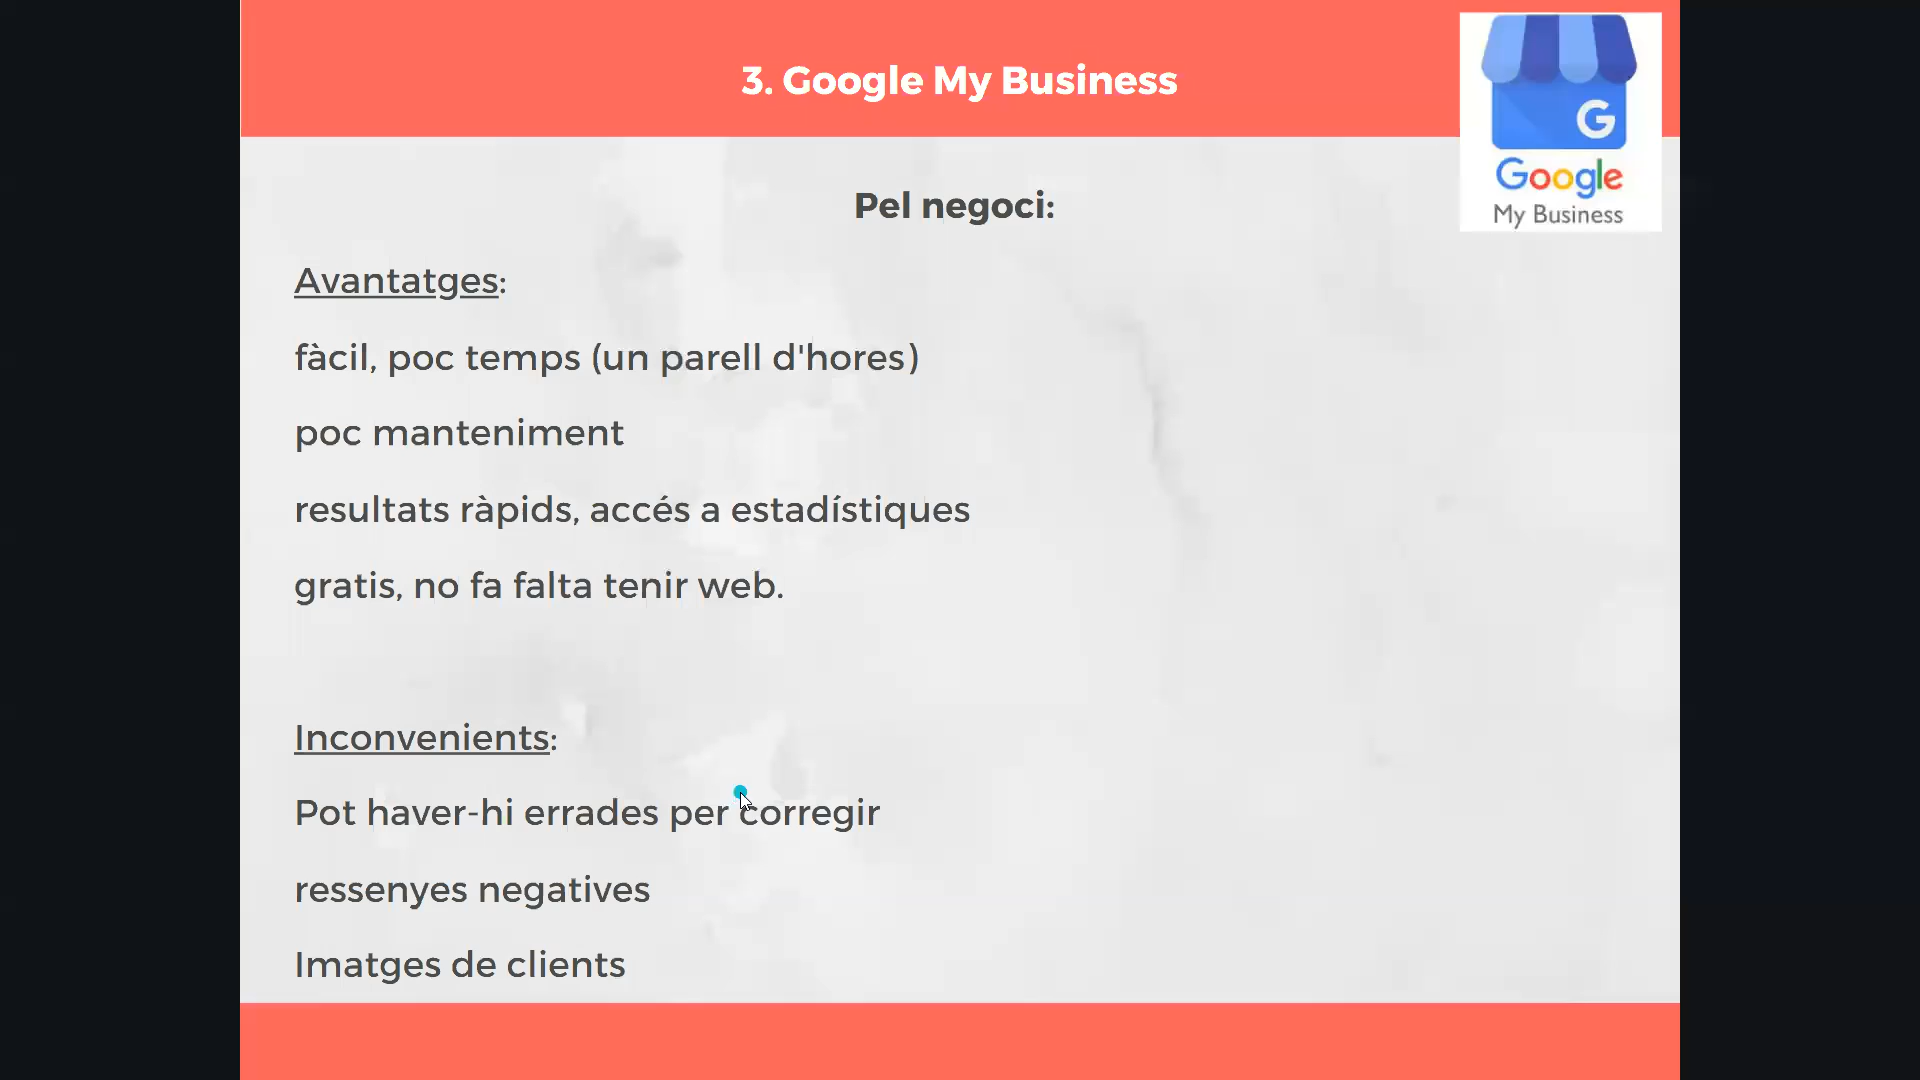 3. Google My Business
G
Google
My Business
Pel negoci:
Avantatges:
fàcil, poc temps (un parell d'hores)
poc manteniment
resultats ràpids, accés a estadístiques
gratis, no fa falta tenir web.
Inconvenients:
Pot haver-hi errades per corregir
ressenyes negatives
Imatges de clients